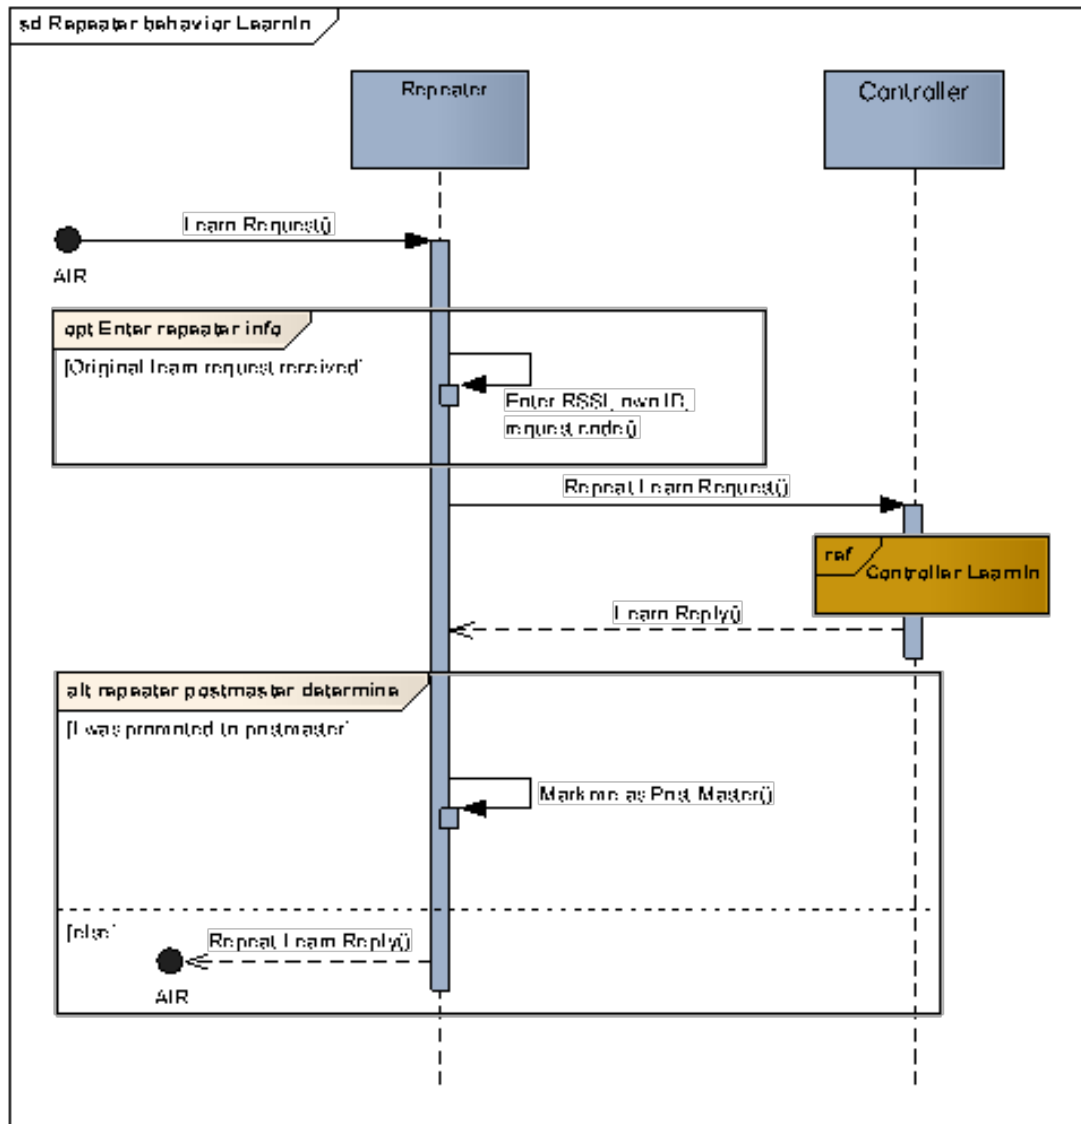 sd Repeater behavior LearnIn
Repeater
Controller
Learn Request()
AIR
opt Enter repeater info
[Original learn request received]
Enter RSSI, own ID,
request code()
Repeat Learn Request()
ref
Controller LearnIn
Learn Reply()
alt repeater postmaster determine
[I was promoted to postmaster]
Mark me as Post Master()
[else]
Repeat Learn Reply()
AIR